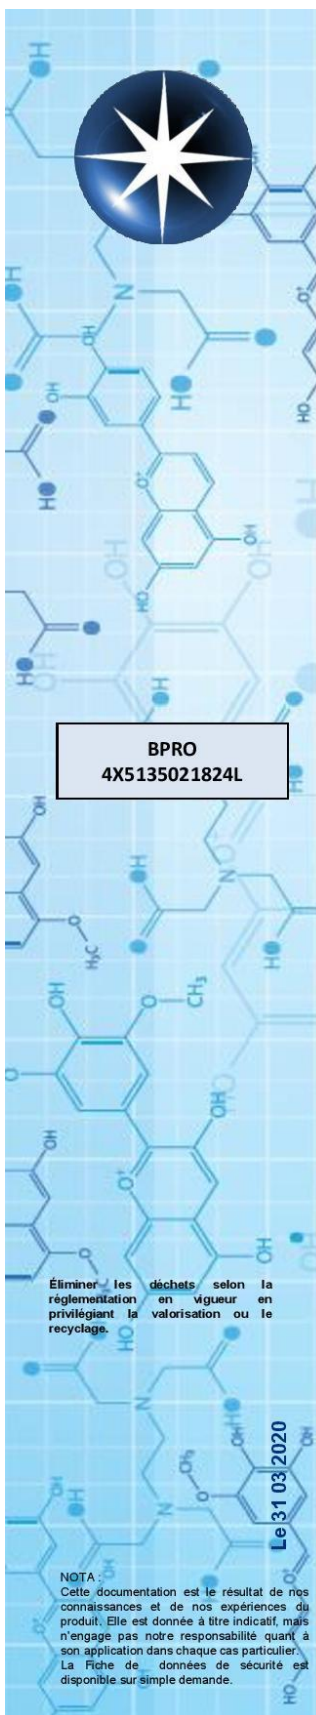 BPRO
4X5135021824L
Éliminer les déchets selon la
réglementation en vigueur en
privilégiant la valorisation ou le
recyclage.
Le 31 03 2020
NOTA :
Cette documentation est le résultat de nos
connaissances et de nos expériences du
produit. Elle est donnée à titre indicatif, mais
n'engage pas notre responsabilité quant à
son application dans chaque cas particulier.
La Fiche de données de sécurité est
disponible sur simple demande.